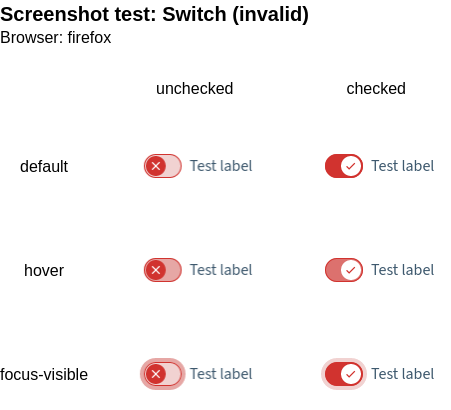 Screenshot test: Switch (invalid)
Browser: firefox
unchecked checked
default Test label Test label
hover Test label Test label
focus-visible Test label Test label